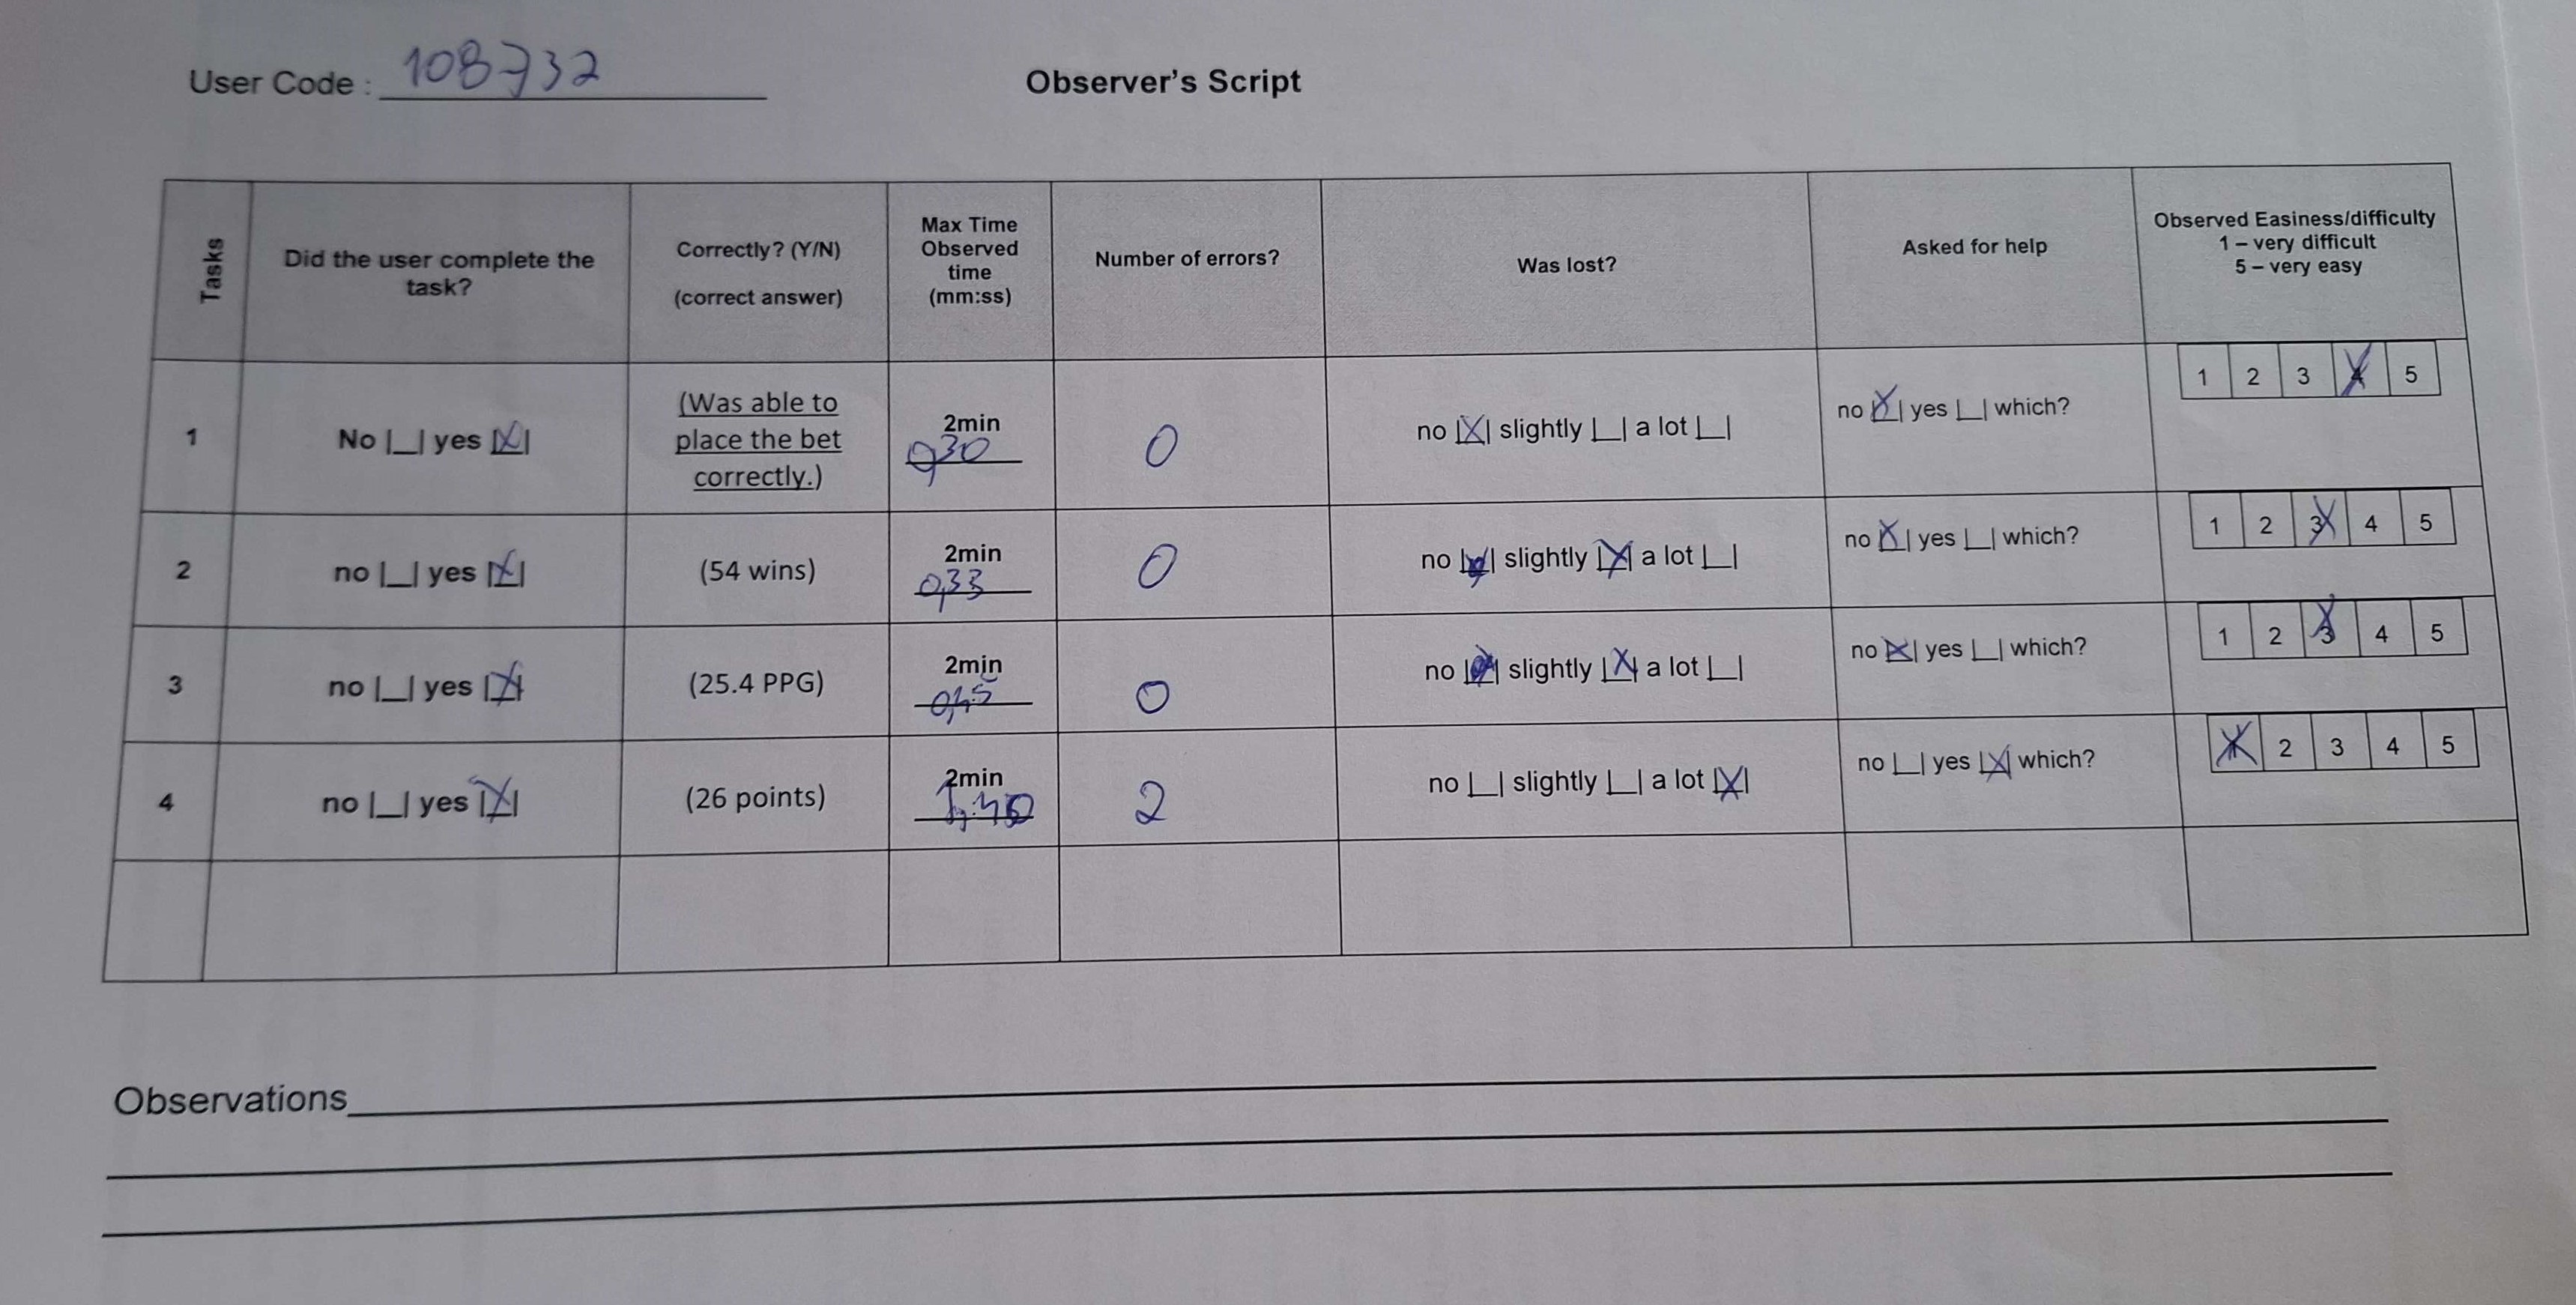 User Code : 108732
Observer's Script
Tasks
Did the user complete the
task?
Correctly? (Y/N)
(correct answer)
Max Time
Observed
time
(mm:ss)
Number of errors?
Was lost?
Asked for help
Observed Easiness/difficulty
1 – very difficult
5 – very easy
1
No |_| yes |X|
(Was able to
place the bet
correctly.)
2min
0,30
0
no |X| slightly |_| a lot |_|
no |X| yes |_| which?
1 2 3 4 5
2
no |_| yes |X|
(54 wins)
2min
0,33
0
no |_| slightly |X| a lot |_|
no |X| yes |_| which?
1 2 3 4 5
3
no |_| yes |X|
(25.4 PPG)
2min
0
no |_| slightly |X| a lot |_|
no |X| yes |_| which?
1 2 3 4 5
4
no |_| yes |X|
(26 points)
2min
2
no |_| slightly |_| a lot |X|
no |_| yes |X| which?
1 2 3 4 5
Observations